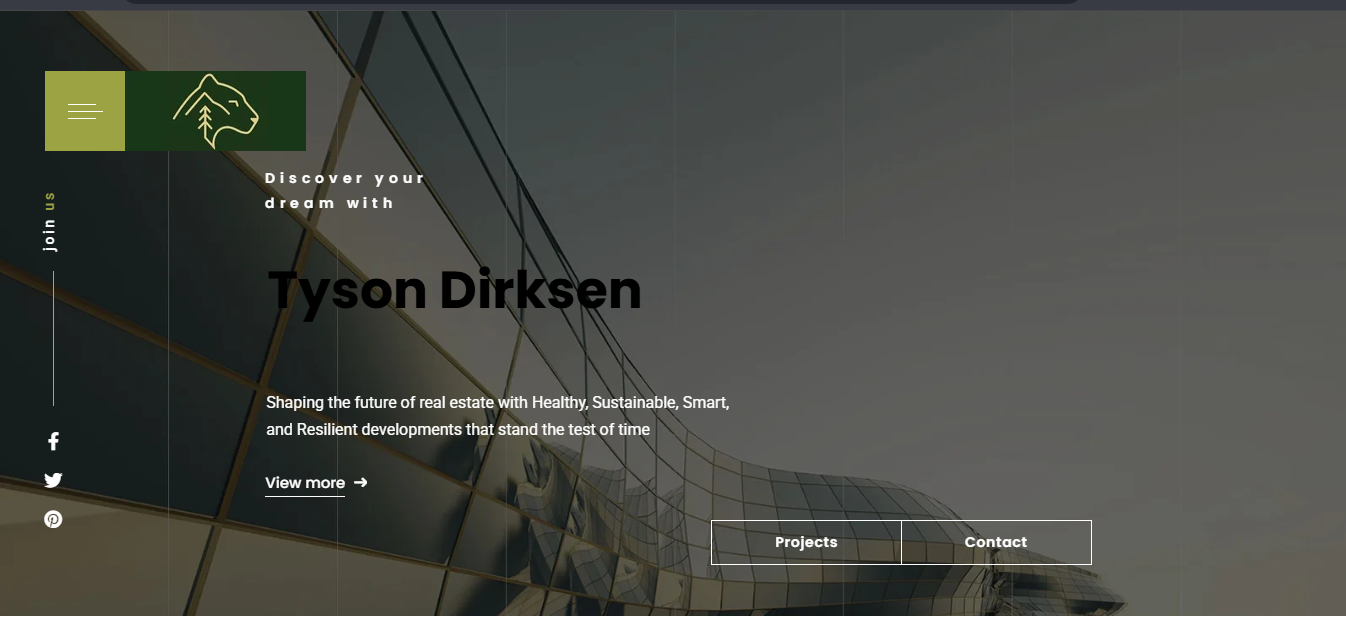 Discover your
dream with
join us
Tyson Dirksen
Shaping the future of real estate with Healthy, Sustainable, Smart,
and Resilient developments that stand the test of time
View more
Projects
Contact